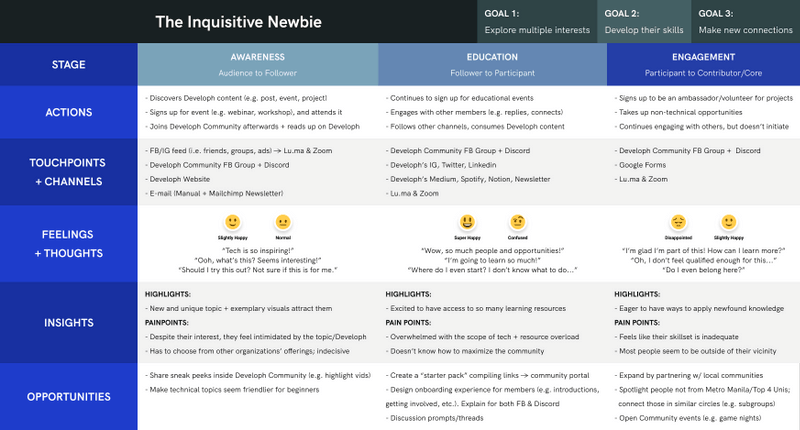 The Inquisitive Newbie
GOAL 1:
Explore multiple interests
GOAL 2:
Develop their skills
GOAL 3:
Make new connections
STAGE
AWARENESS
Audience to Follower
EDUCATION
Follower to Participant
ENGAGEMENT
Participant to Contributor/Core
ACTIONS
- Discovers Developh content (e.g. post, event, project)
- Signs up for event (e.g. webinar, workshop), and attends it
- Joins Developh Community afterwards + reads up on Developh
- Continues to sign up for educational events
- Engages with other members (e.g. replies, connects)
- Follows other channels, consumes Developh content
- Signs up to be an ambassador/volunteer for projects
- Takes up non-technical opportunities
- Continues engaging with others, but doesn't initiate
TOUCHPOINTS
+ CHANNELS
- FB/IG feed (i.e. friends, groups, ads) → Lu.ma & Zoom
- Developh Community FB Group + Discord
- Developh Website
- E-mail (Manual + Mailchimp Newsletter)
- Developh Community FB Group + Discord
- Developh's IG, Twitter, Linkedin
- Developh's Medium, Spotify, Notion, Newsletter
- Lu.ma & Zoom
- Developh Community FB Group + Discord
- Google Forms
- Lu.ma & Zoom
FEELINGS
+ THOUGHTS
Slightly Happy
Normal
"Tech is so inspiring!"
"Ooh, what's this? Seems interesting!"
"Should I try this out? Not sure if this is for me."
Super Happy
Confused
"Wow, so much people and opportunities!"
"I'm going to learn so much!"
"Where do I even start? I don't know what to do..."
Disappointed
Slightly Happy
"I'm glad I'm part of this! How can I learn more?"
"Oh, I don't feel qualified enough for this..."
"Do I even belong here?"
INSIGHTS
HIGHLIGHTS:
- New and unique topic + exemplary visuals attract them
PAINPOINTS:
- Despite their interest, they feel intimidated by the topic/Developh
- Has to choose from other organizations' offerings; indecisive
HIGHLIGHTS:
- Excited to have access to so many learning resources
PAIN POINTS:
- Overwhelmed with the scope of tech + resource overload
- Doesn't know how to maximize the community
HIGHLIGHTS:
- Eager to have ways to apply newfound knowledge
PAIN POINTS:
- Feels like their skillset is inadequate
- Most people seem to be outside of their vicinity
OPPORTUNITIES
- Share sneak peeks inside Developh Community (e.g. highlight vids)
- Make technical topics seem friendlier for beginners
- Create a "starter pack" compiling links → community portal
- Design onboarding experience for members (e.g. introductions,
getting involved, etc.). Explain for both FB & Discord
- Discussion prompts/threads
- Expand by partnering w/ local communities
- Spotlight people not from Metro Manila/Top 4 Unis;
connect those in similar circles (e.g. subgroups)
- Open Community events (e.g. game nights)